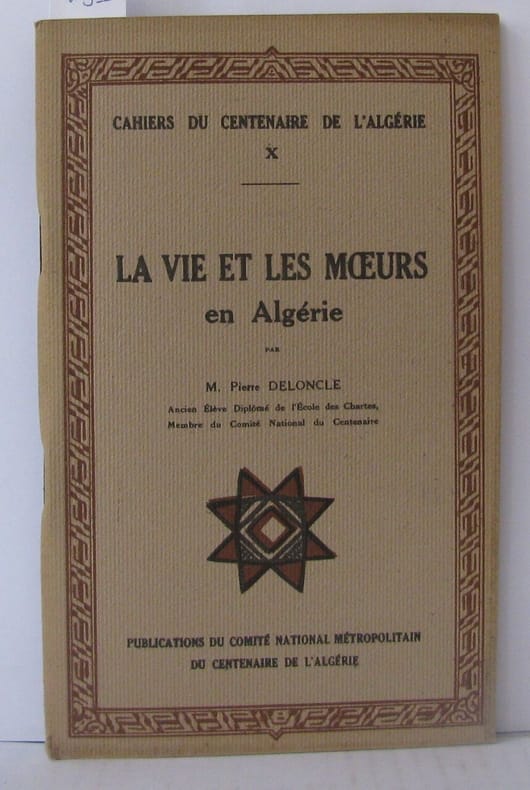 CAHIERS DU CENTENAIRE DE L'ALGÉRIE
X
LA VIE ET LES MŒURS
en Algérie
PAR
M. Pierre DELONCLE
Ancien Élève Diplômé de l'École des Chartes,
Membre du Comité National du Centenaire
PUBLICATIONS DU COMITÉ NATIONAL MÉTROPOLITAIN
DU CENTENAIRE DE L'ALGÉRIE